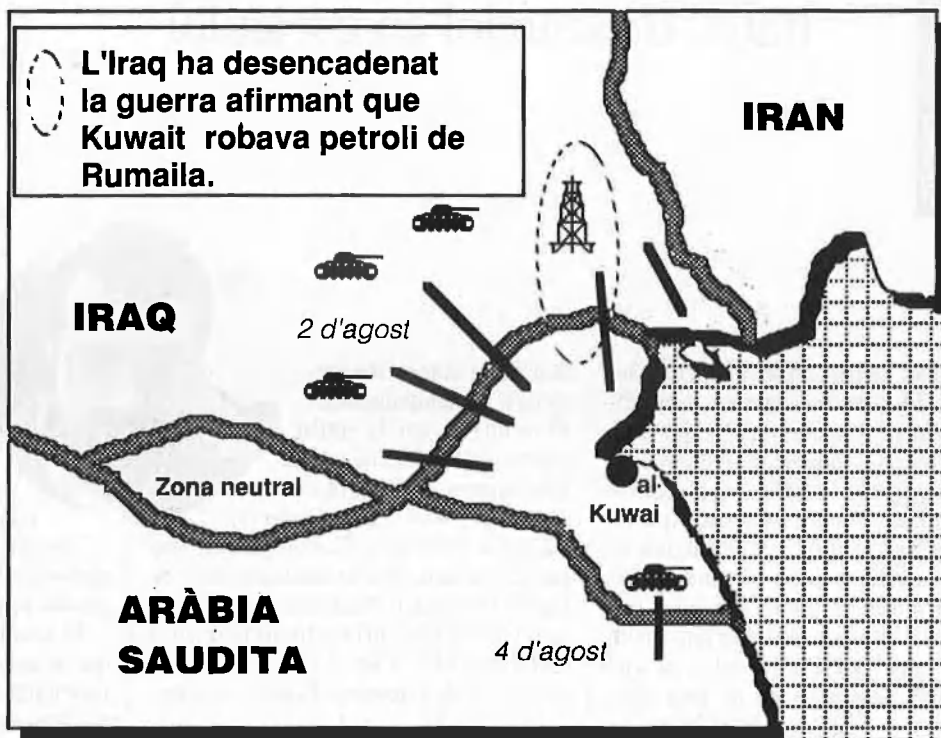 L'Iraq ha desencadenat
la guerra afirmant que
Kuwait robava petroli de
Rumaila.
IRAN
IRAQ
2 d'agost
Zona neutral
al
Kuwai
ARÀBIA
SAUDITA
4 d'agost